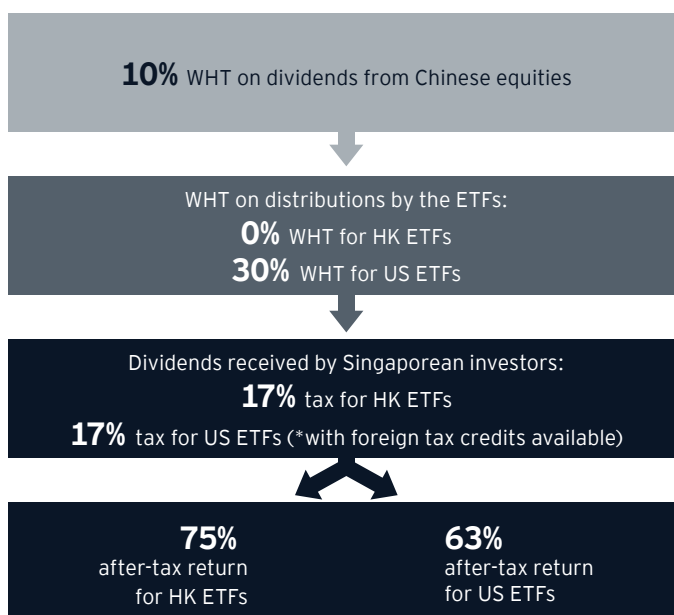 10% WHT on dividends from Chinese equities
WHT on distributions by the ETFs:
0% WHT for HK ETFs
30% WHT for US ETFs
Dividends received by Singaporean investors:
17% tax for HK ETFs
17% tax for US ETFs (*with foreign tax credits available)
75%
after-tax return
for HK ETFs
63%
after-tax return
for US ETFs